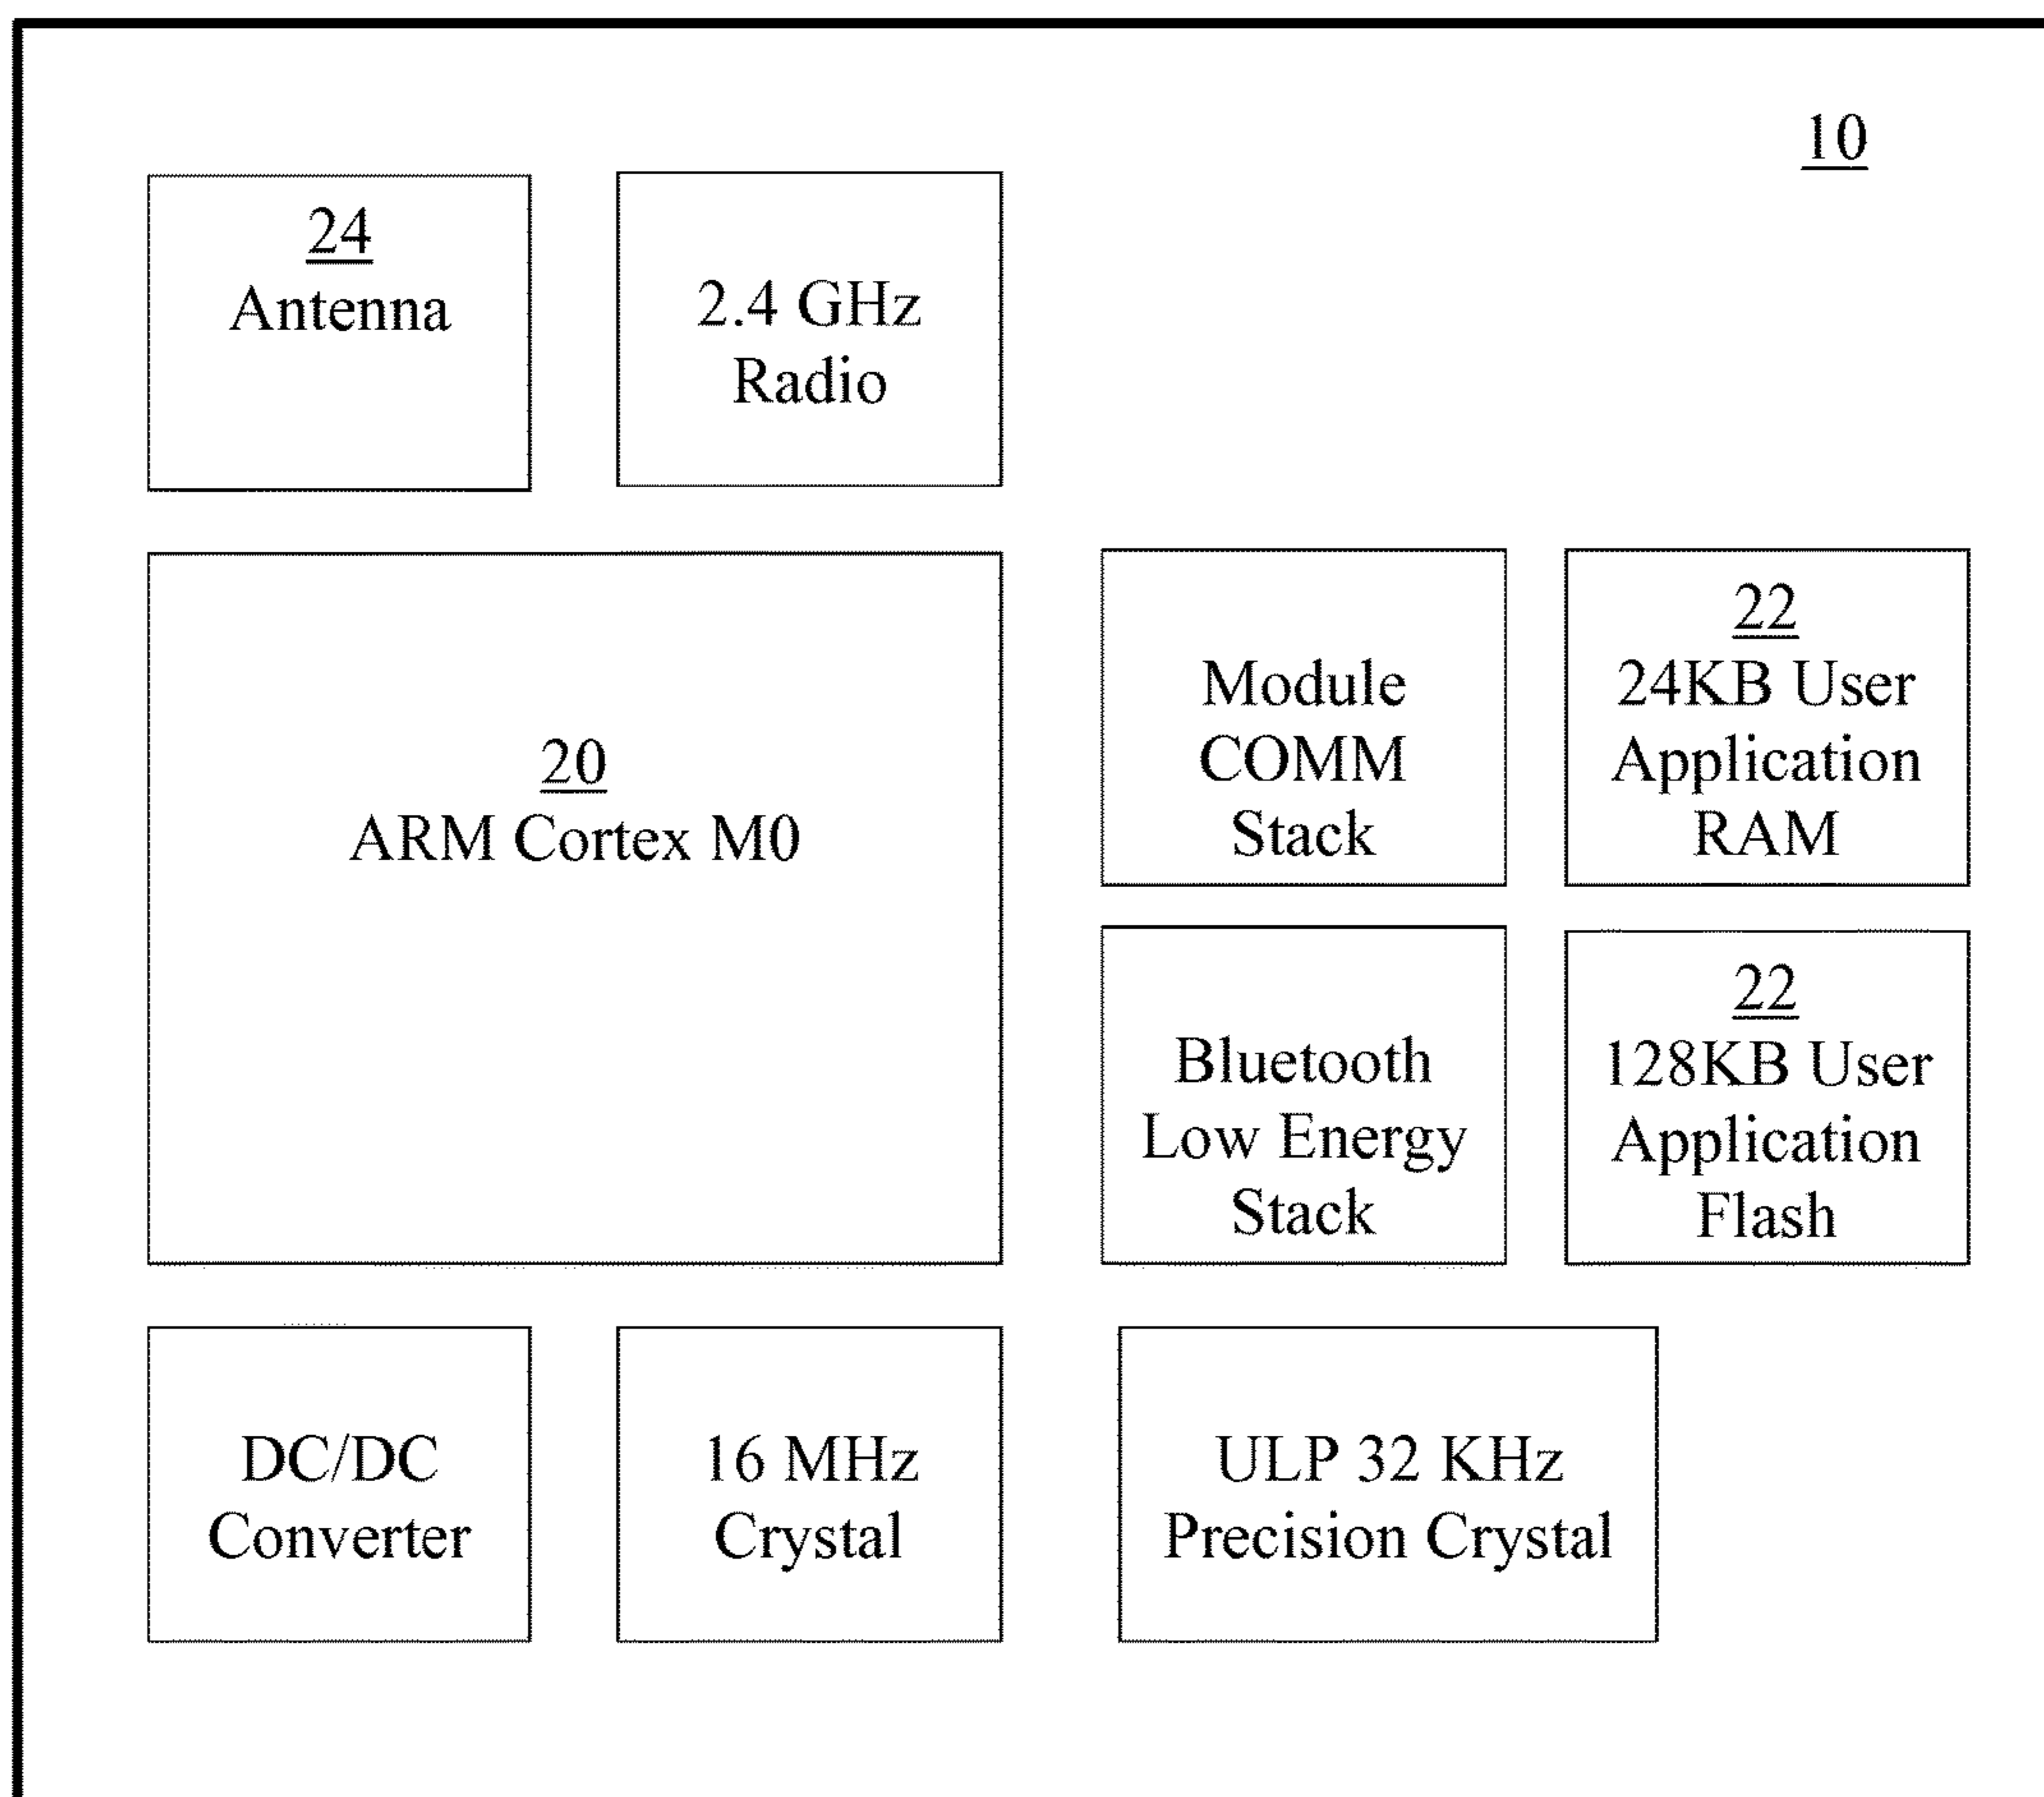 10
24
Antenna
2.4 GHz
Radio
20
ARM Cortex M0
Module
COMM
Stack
22
24KB User
Application
RAM
Bluetooth
Low Energy
Stack
22
128KB User
Application
Flash
DC/DC
Converter
16 MHz
Crystal
ULP 32 KHz
Precision Crystal